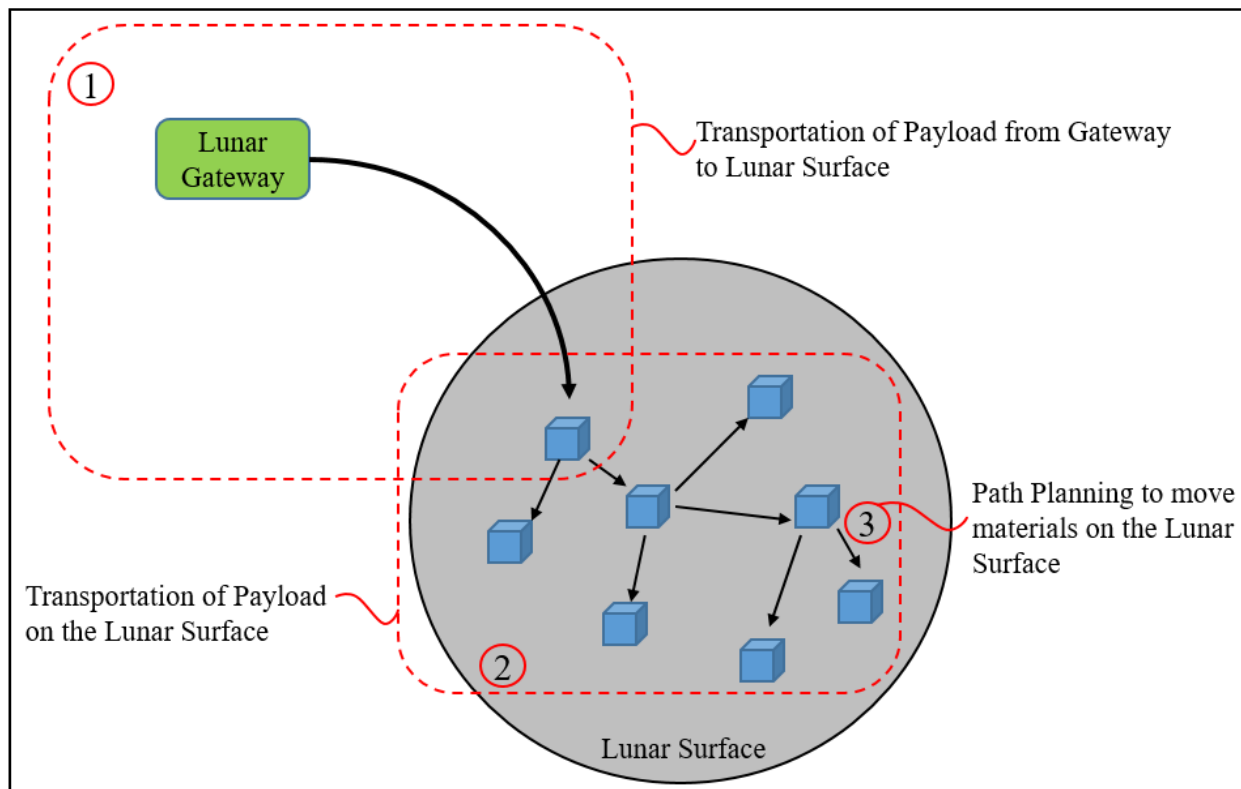 1
Lunar
Gateway
Transportation of Payload from Gateway
to Lunar Surface
Path Planning to move
materials on the Lunar
Surface
3
Transportation of Payload
on the Lunar Surface
2
Lunar Surface